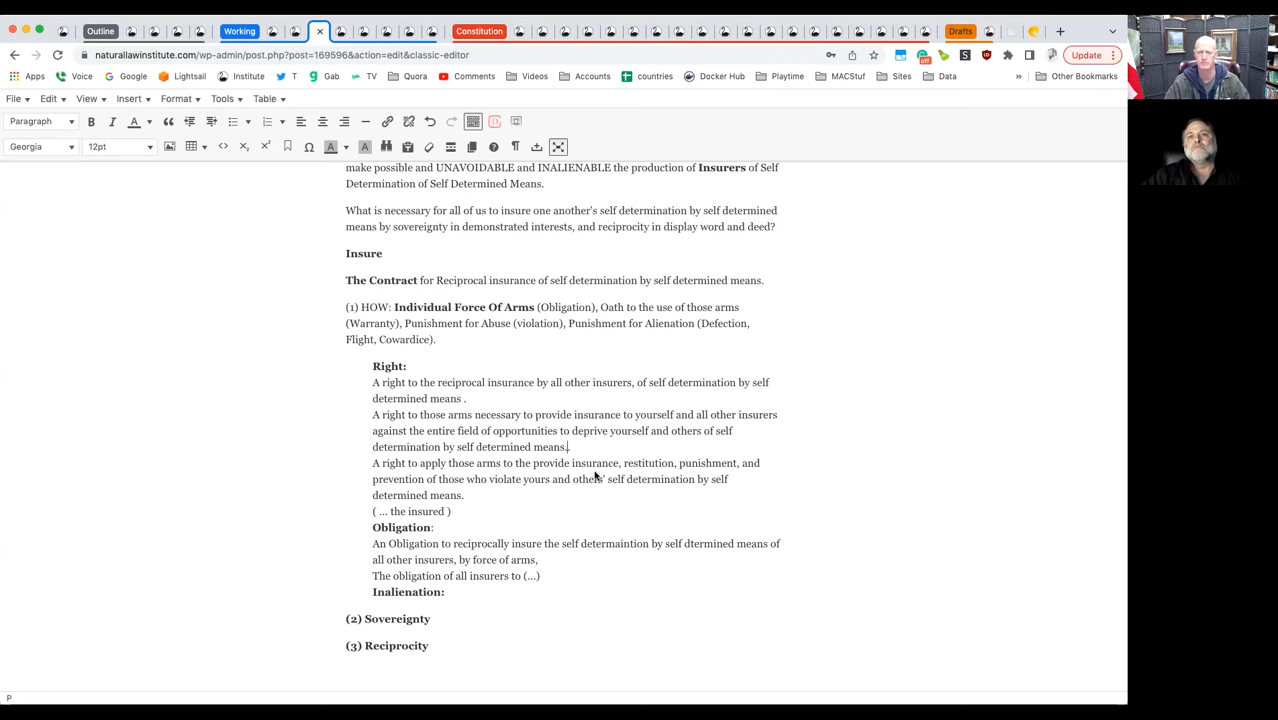 Outline
Working
Constitution
Drafts
naturallawinstitute.com/wp-admin/post.php?post=169596&action=edit&classic-editor
off
Update
Apps Voice Google Lightsail Institute T Gab TV Quora Comments Videos Accounts countries Docker Hub Playtime MACStuf Sites Data » Other Bookmarks
File Edit View Insert Format Tools Table
Paragraph B I A
Georgia 12pt
make possible and UNAVOIDABLE and INALIENABLE the production of Insurers of Self
Determination of Self Determined Means.
What is necessary for all of us to insure one another's self determination by self determined
means by sovereignty in demonstrated interests, and reciprocity in display word and deed?
Insure
The Contract for Reciprocal insurance of self determination by self determined means.
(1) HOW: Individual Force Of Arms (Obligation), Oath to the use of those arms
(Warranty), Punishment for Abuse (violation), Punishment for Alienation (Defection,
Flight, Cowardice).
Right:
A right to the reciprocal insurance by all other insurers, of self determination by self
determined means .
A right to those arms necessary to provide insurance to yourself and all other insurers
against the entire field of opportunities to deprive yourself and others of self
determination by self determined means.
A right to apply those arms to the provide insurance, restitution, punishment, and
prevention of those who violate yours and others' self determination by self
determined means.
( ... the insured )
Obligation:
An Obligation to reciprocally insure the self determaintion by self dtermined means of
all other insurers, by force of arms,
The obligation of all insurers to (...)
Inalienation:
(2) Sovereignty
(3) Reciprocity
P